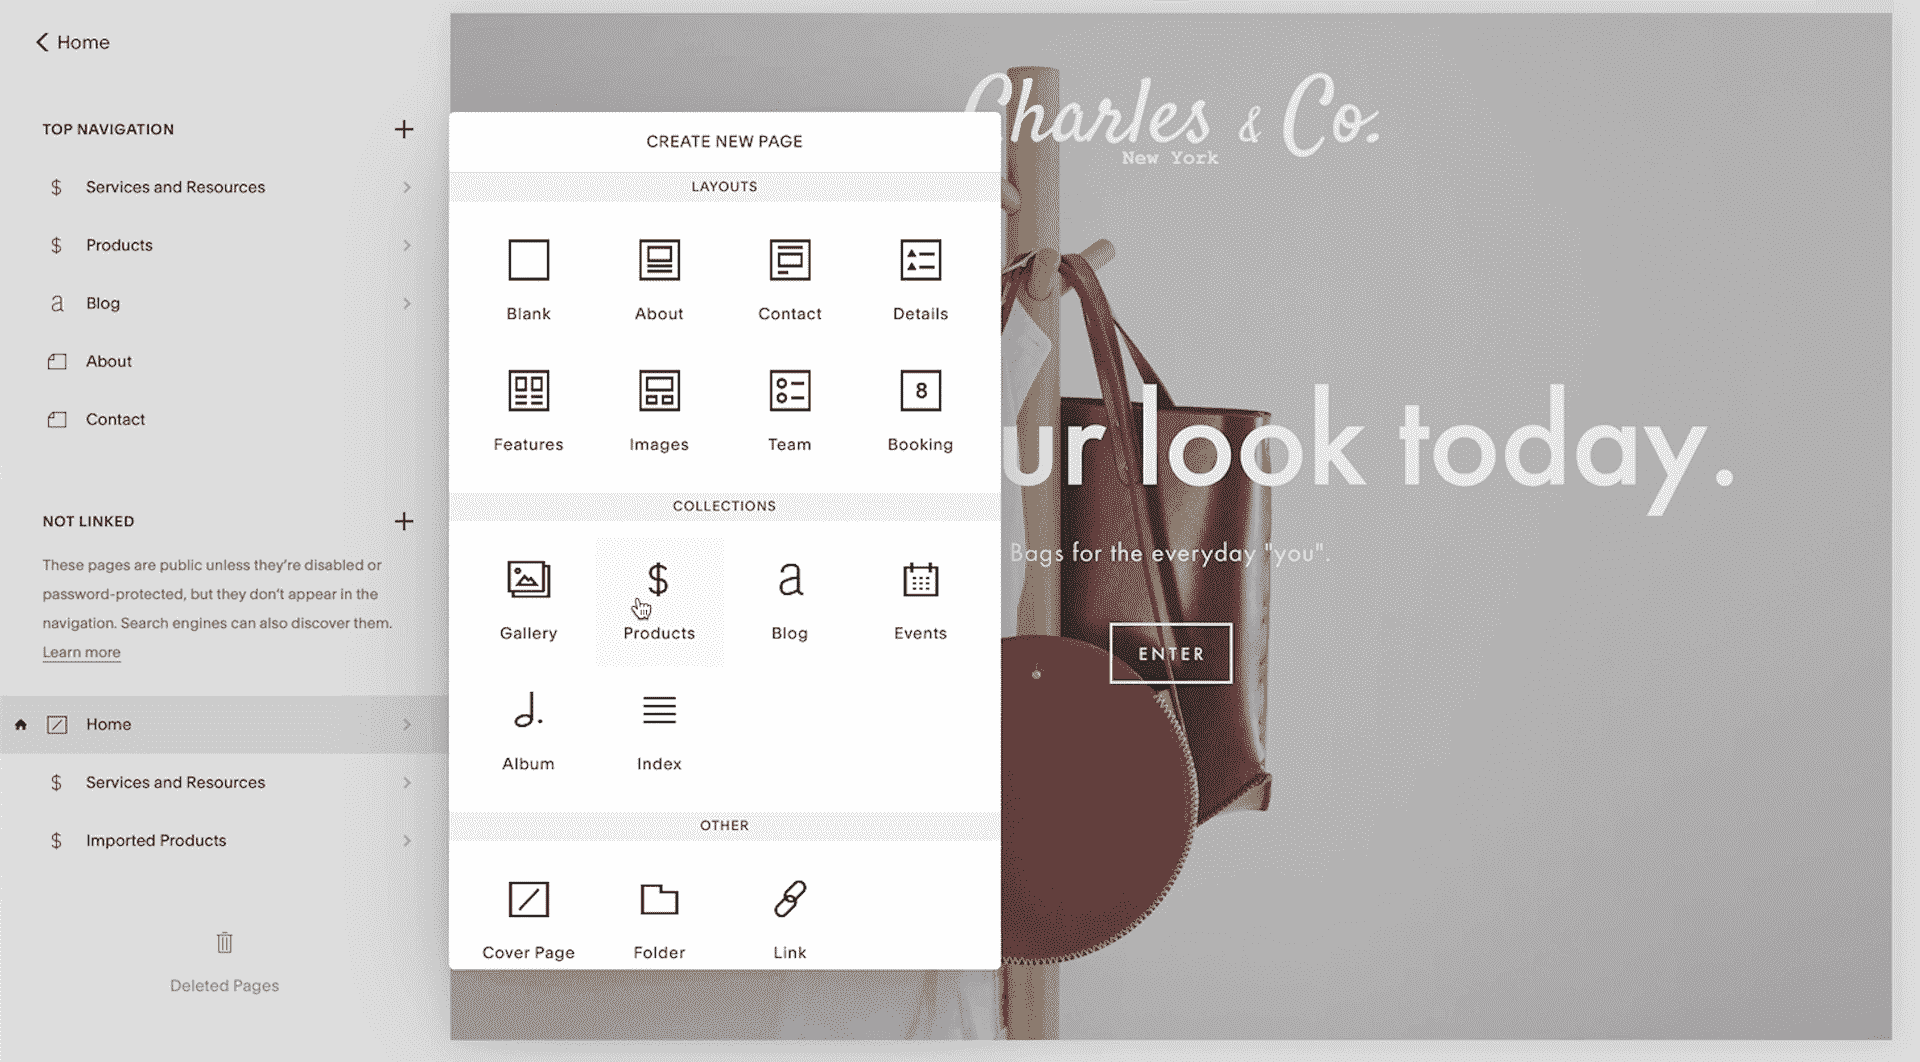 Home
TOP NAVIGATION
$ Services and Resources
$ Products
a Blog
About
Contact
NOT LINKED
These pages are public unless they're disabled or
password-protected, but they don't appear in the
navigation. Search engines can also discover them.
Learn more
Home
$ Services and Resources
$ Imported Products
Deleted Pages
CREATE NEW PAGE
LAYOUTS
Blank About Contact Details
8
Features Images Team Booking
COLLECTIONS
$ a
Gallery Products Blog Events
Album Index
OTHER
Cover Page Folder Link
Charles & Co.
New York
ur look today.
Bags for the everyday "you".
ENTER